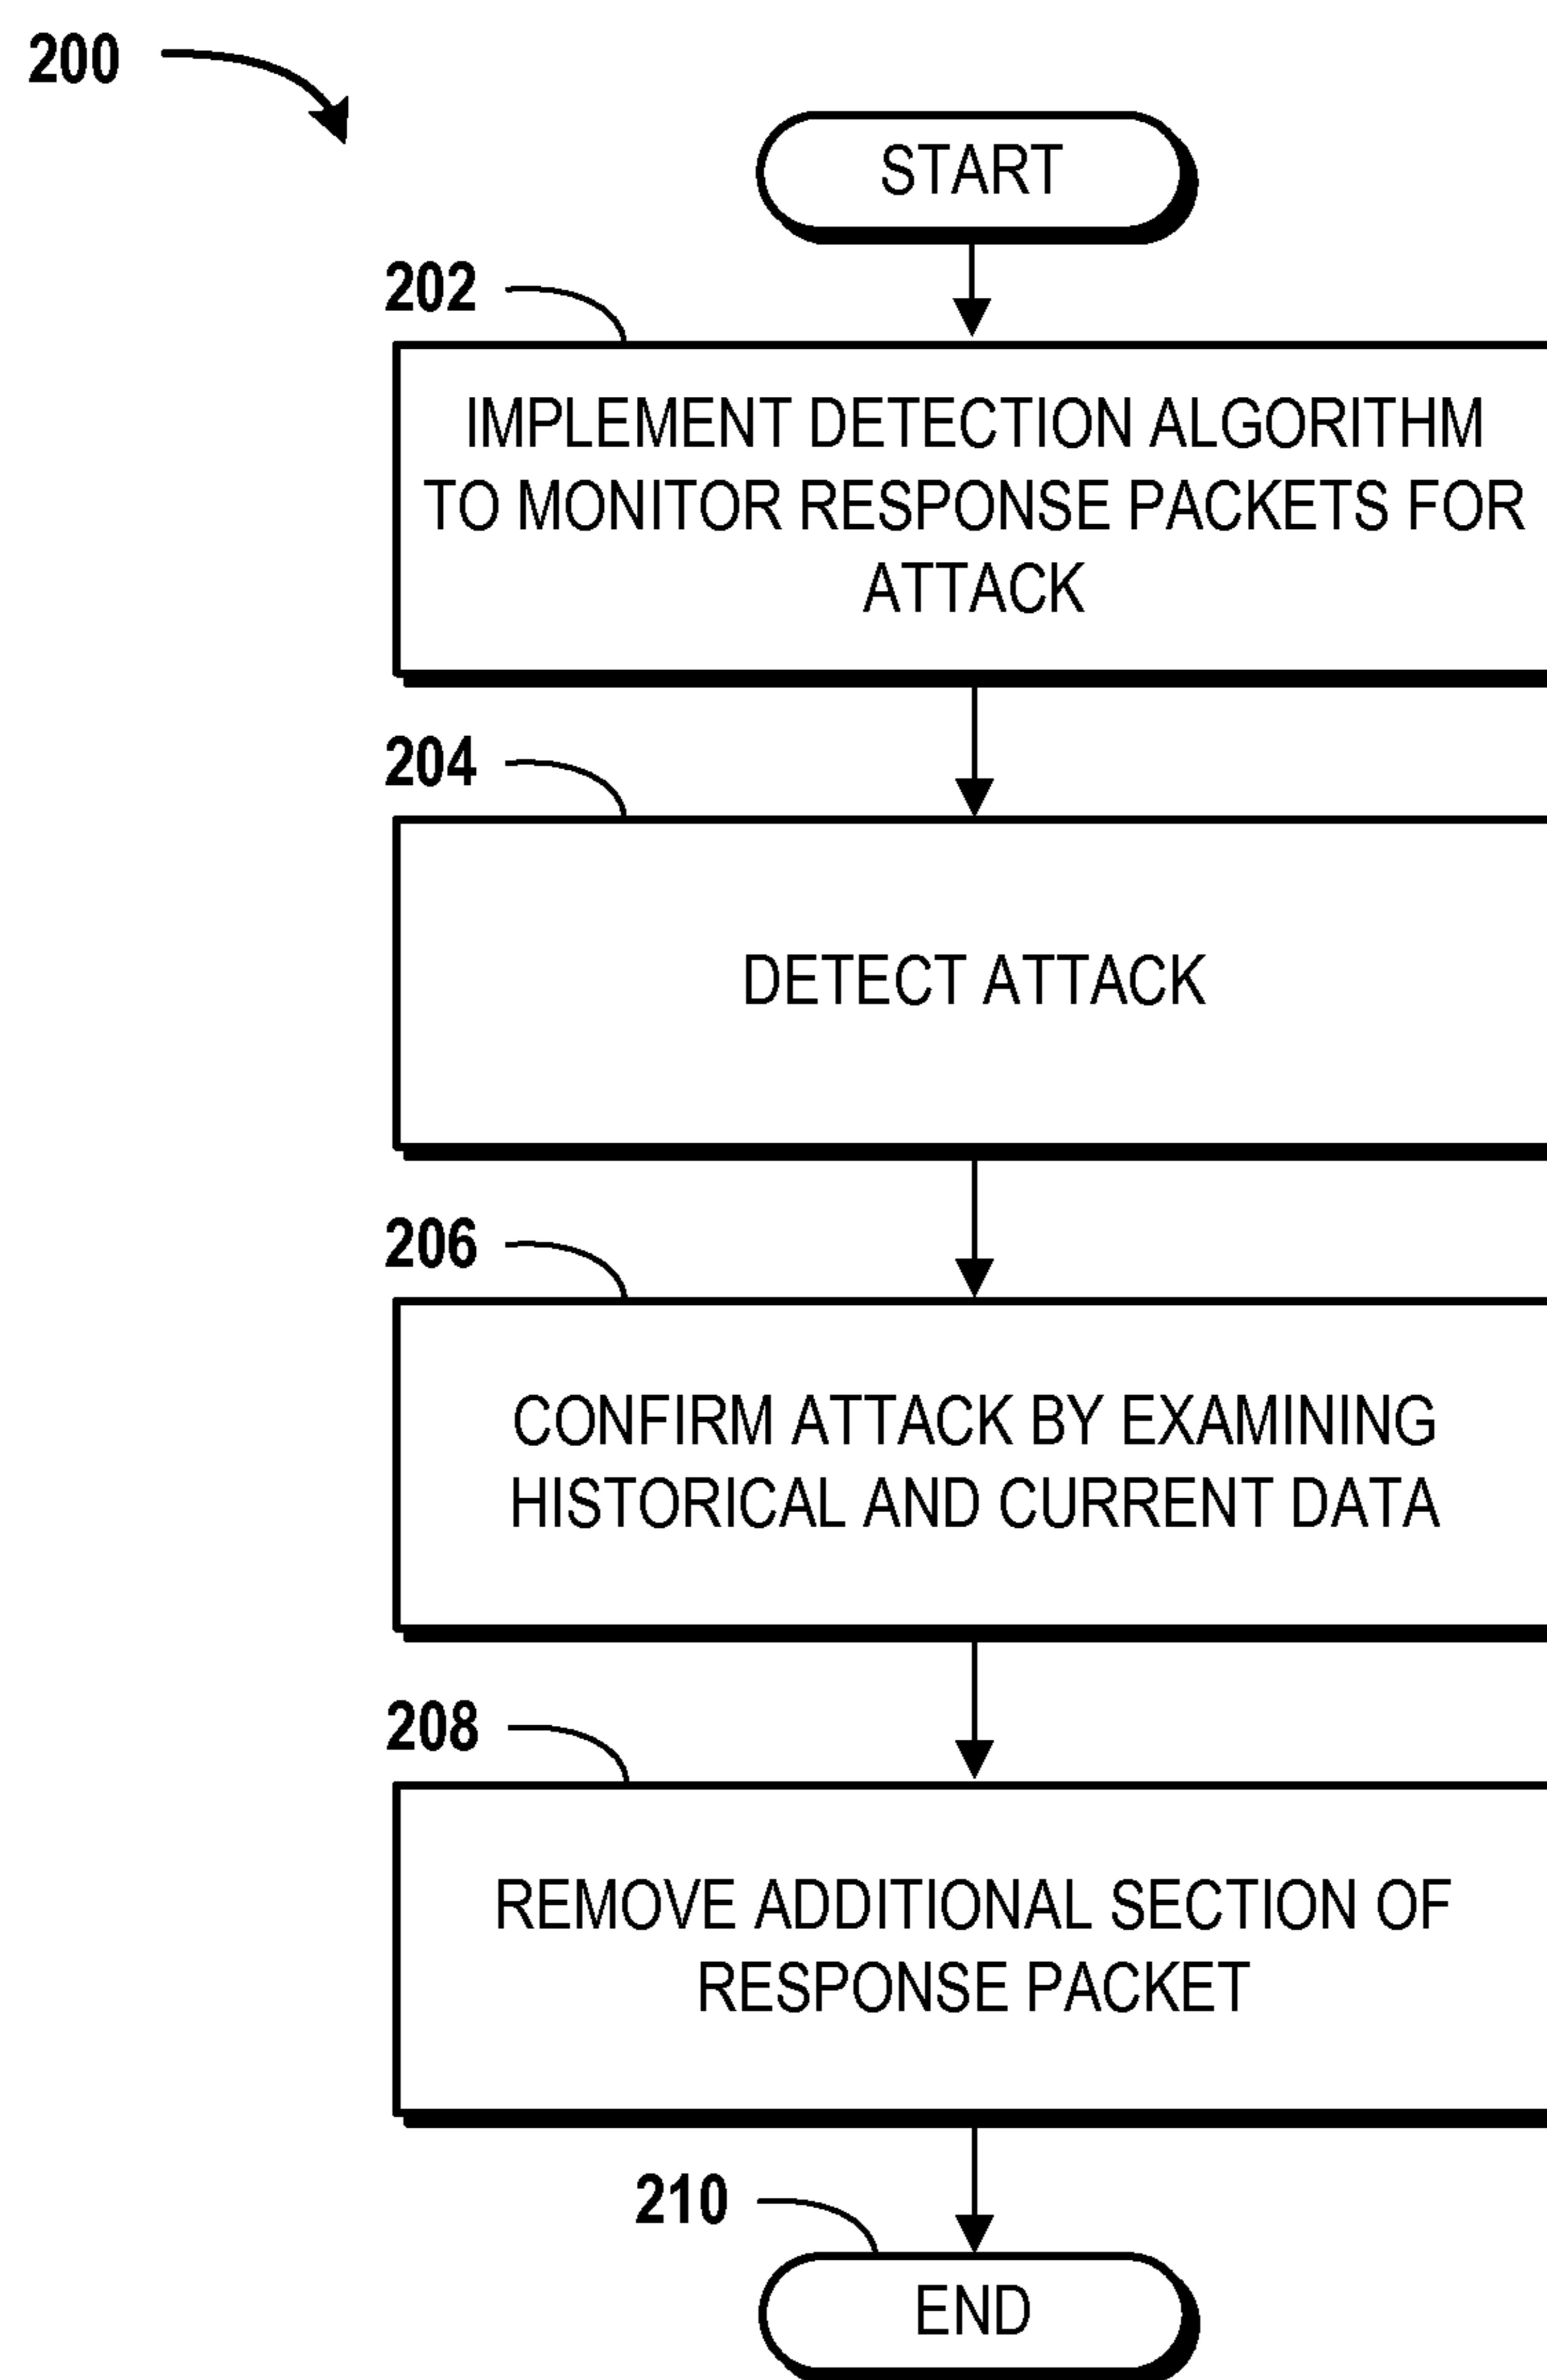 200
START
202
IMPLEMENT DETECTION ALGORITHM
TO MONITOR RESPONSE PACKETS FOR
ATTACK
204
DETECT ATTACK
206
CONFIRM ATTACK BY EXAMINING
HISTORICAL AND CURRENT DATA
208
REMOVE ADDITIONAL SECTION OF
RESPONSE PACKET
210
END